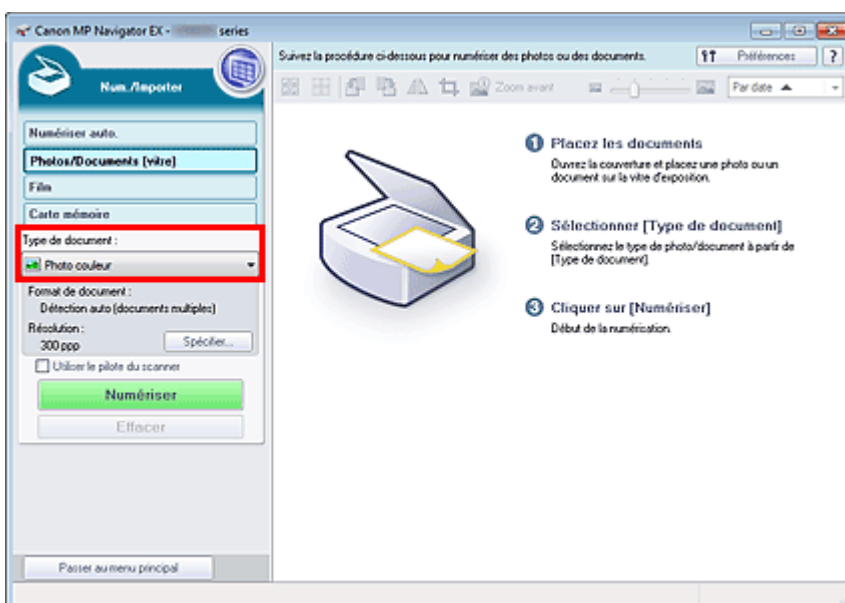 Canon MP Navigator EX - series
Num./Importer
Suivez la procédure ci-dessous pour numériser des photos ou des documents.
Préférences
?
Zoom avant
Par date
Numériser auto.
Photos/Documents (vitre)
Film
Carte mémoire
Type de document :
Photo couleur
Format de document :
Détection auto (documents multiples)
Résolution :
300 ppp
Spécifier...
Utiliser le pilote du scanner
Numériser
Effacer
1 Placez les documents
Ouvrez la couverture et placez une photo ou un
document sur la vitre d'exposition.
2 Sélectionner [Type de document]
Sélectionnez le type de photo/document à partir de
[Type de document].
3 Cliquer sur [Numériser]
Début de la numérisation.
Passer au menu principal